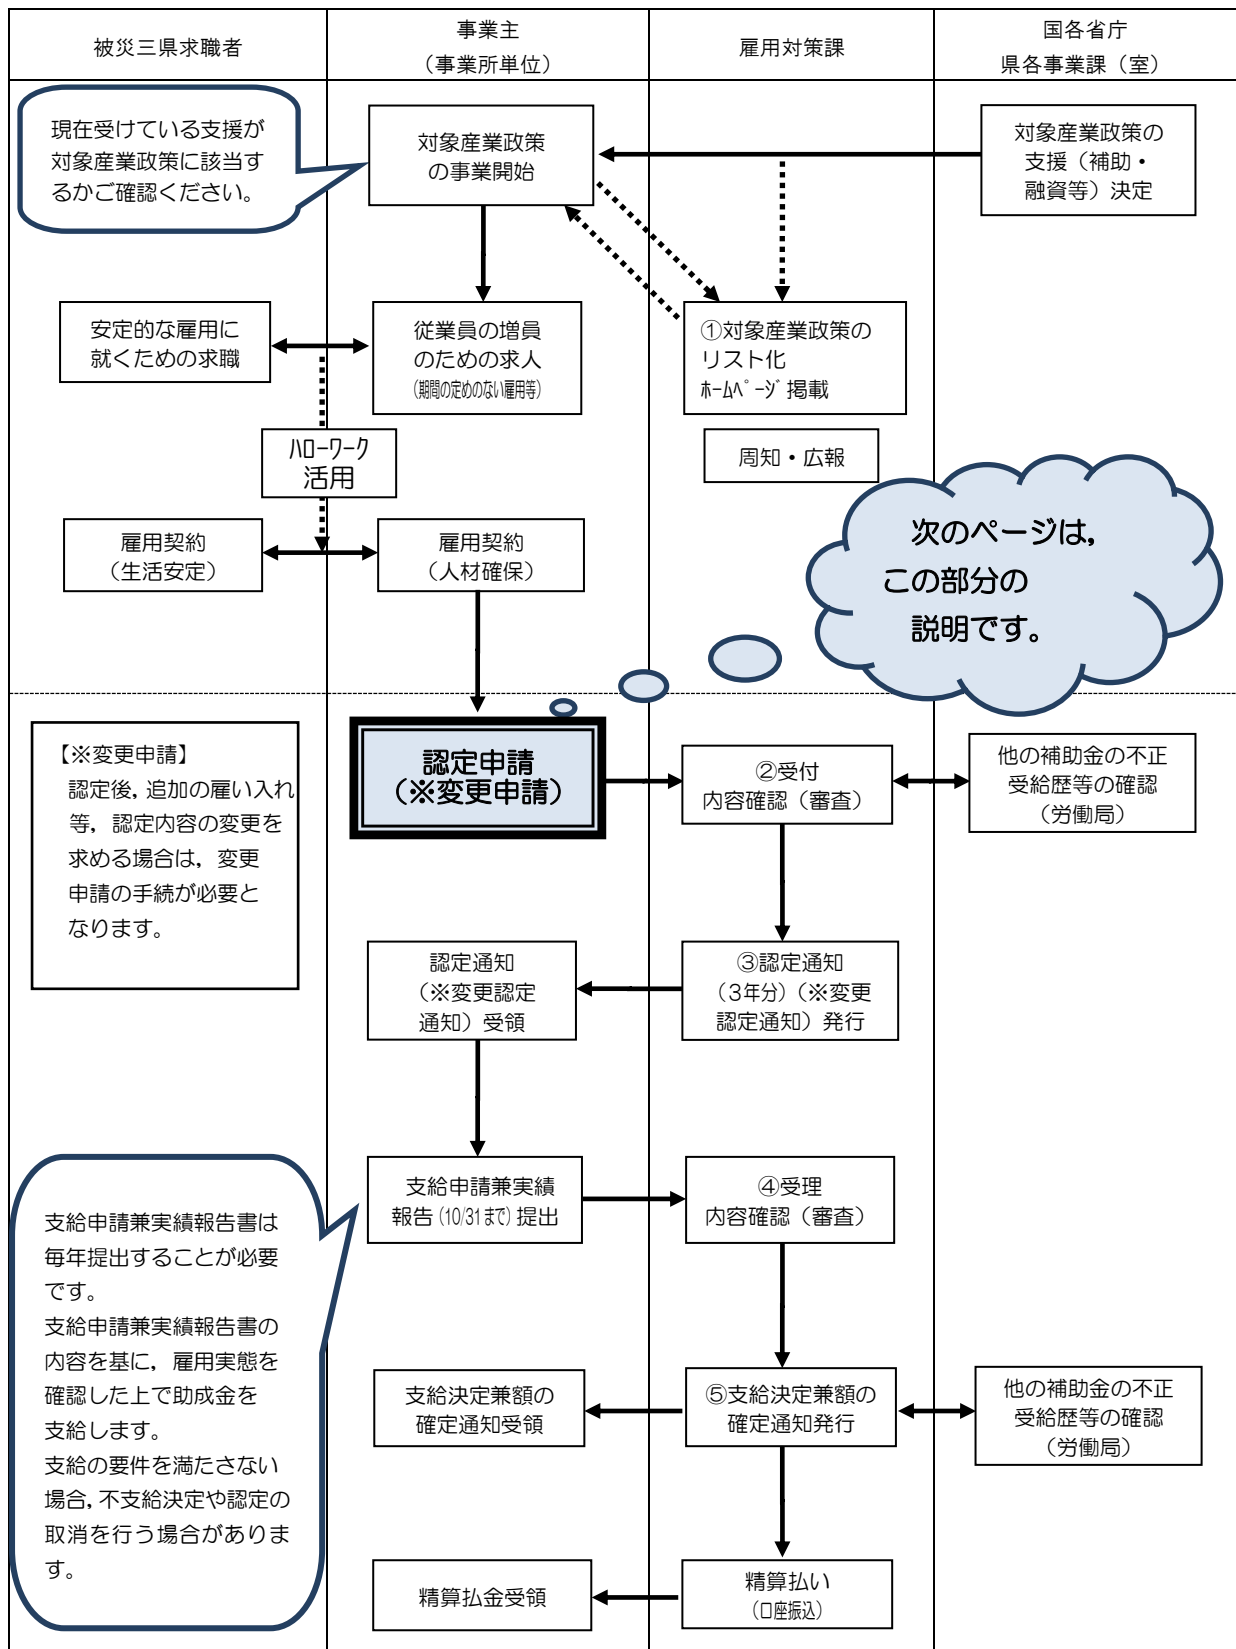 被災三県求職者
事業主
（事業所単位）
雇用対策課
国各省庁
県各事業課（室）
現在受けている支援が
対象産業政策に該当す
るかご確認ください。
対象産業政策
の事業開始
対象産業政策の
支援（補助・
融資等）決定
安定的な雇用に
就くための求職
従業員の増員
のための求人
（期間の定めのない雇用等）
①対象産業政策の
リスト化
ﾎｰﾑﾍﾟｰｼﾞ掲載
ﾊﾛｰﾜｰｸ
活用
周知・広報
次のページは，
この部分の
説明です。
雇用契約
（生活安定）
雇用契約
（人材確保）
【※変更申請】
認定後，追加の雇い入れ
等，認定内容の変更を
求める場合は，変更
申請の手続が必要と
なります。
認定申請
（※変更申請）
②受付
内容確認（審査）
他の補助金の不正
受給歴等の確認
（労働局）
認定通知
（※変更認定
通知）受領
③認定通知
（３年分）（※変更
認定通知）発行
支給申請兼実績報告書は
毎年提出することが必要
です。
支給申請兼実績報告書の
内容を基に，雇用実態を
確認した上で助成金を
支給します。
支給の要件を満たさない
場合，不支給決定や認定の
取消を行う場合がありま
す。
支給申請兼実績
報告（10/31まで）提出
④受理
内容確認（審査）
支給決定兼額の
確定通知受領
⑤支給決定兼額の
確定通知発行
他の補助金の不正
受給歴等の確認
（労働局）
精算払金受領
精算払い
（口座振込）